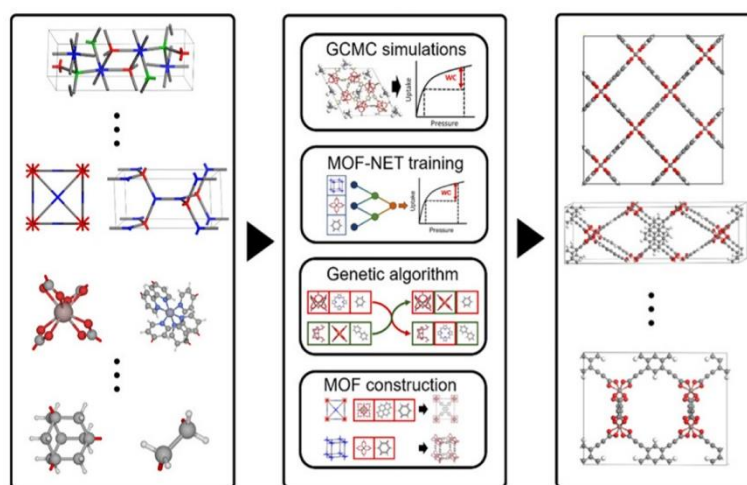 GCMC simulations
WC
Uptake
Pressure
MOF-NET training
WC
Uptake
Pressure
Genetic algorithm
MOF construction